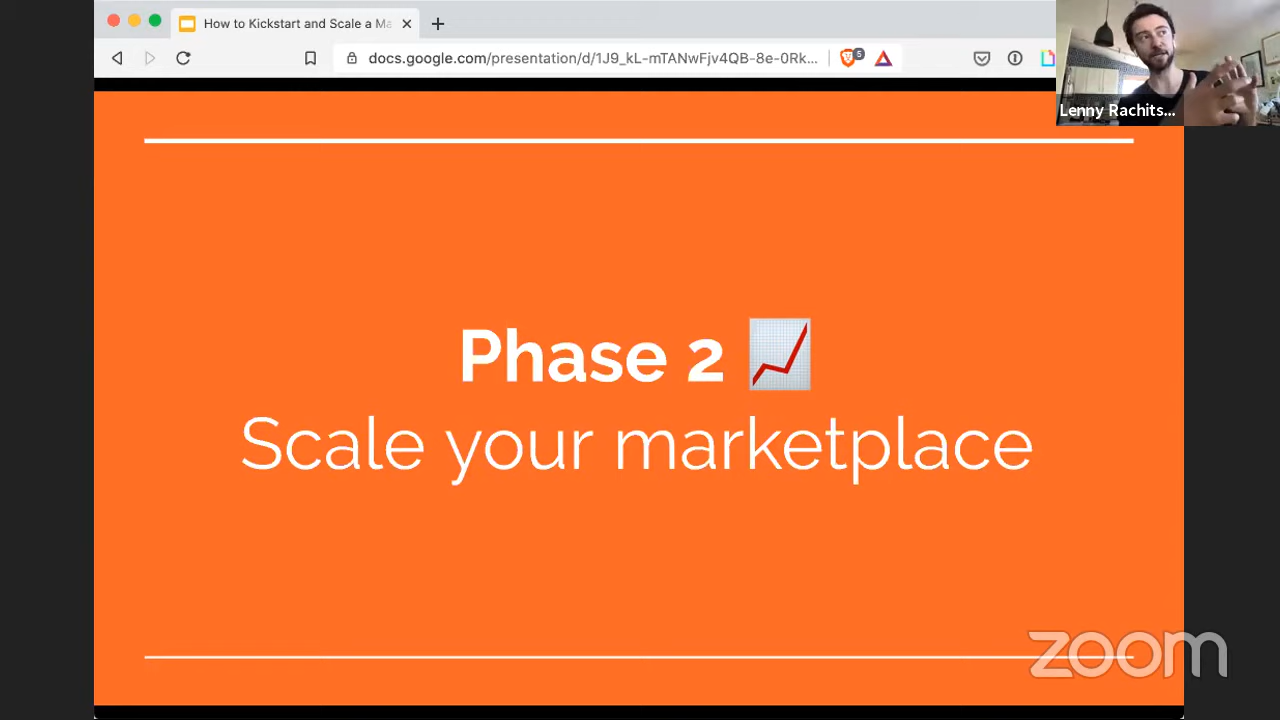 How to Kickstart and Scale a Ma
docs.google.com/presentation/d/1J9_kL-mTANwFjv4QB-8e-0Rk...
5
Lenny Rachits...
Phase 2
Scale your marketplace
zoom